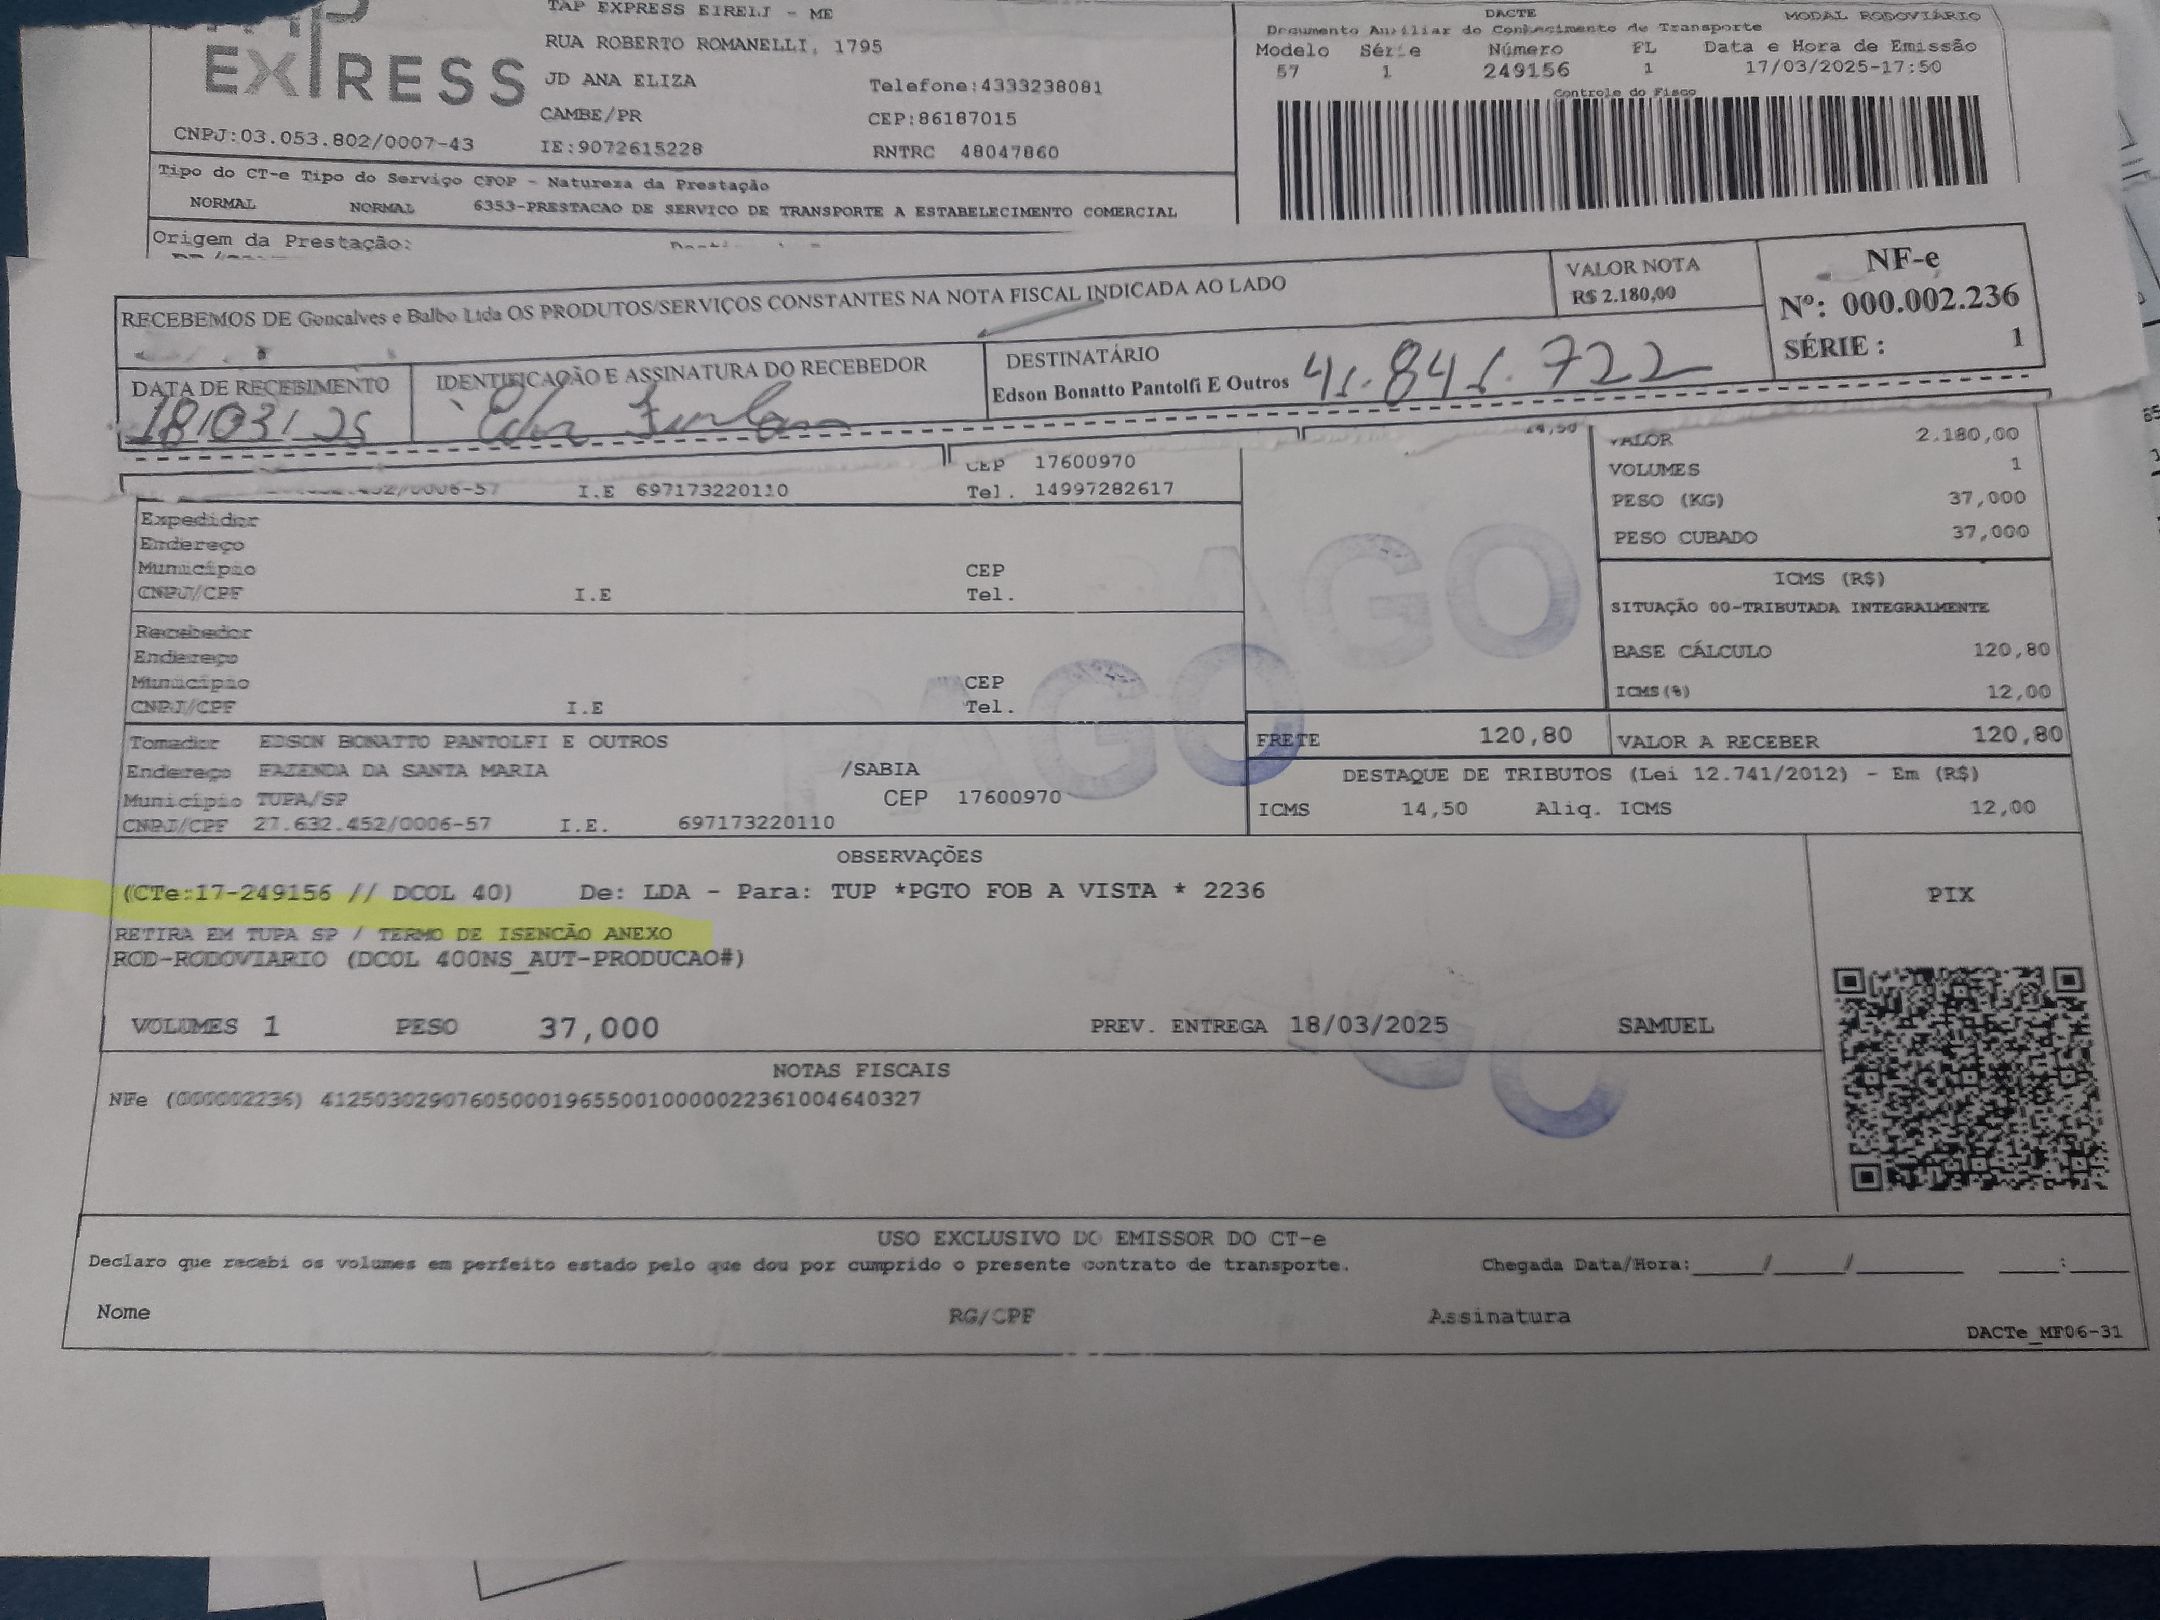 EXPRESS
TAP EXPRESS EIRELI - ME
RUA ROBERTO ROMANELLI, 1795
JD ANA ELIZA
Telefone:4333238081
CAMBE/PR
CEP:86187015
CNPJ:03.053.802/0007-43
IE:9072615228
RNTRC 48047860
DACTE
MODAL RODOVIÁRIO
Documento Auxiliar do Conhecimento de Transporte
Modelo Série Número FL Data e Hora de Emissão
57 1 249156 1 17/03/2025-17:50
Controle do Fisco
Tipo do CT-e Tipo do Serviço CFOP - Natureza da Prestação
NORMAL NORMAL 6353-PRESTACAO DE SERVICO DE TRANSPORTE A ESTABELECIMENTO COMERCIAL
Origem da Prestação:
RECEBEMOS DE Goncalves e Balbo Ltda OS PRODUTOS/SERVIÇOS CONSTANTES NA NOTA FISCAL INDICADA AO LADO
VALOR NOTA
R$ 2.180,00
NF-e
Nº: 000.002.236
SÉRIE : 1
DATA DE RECEBIMENTO
18/03/25
IDENTIFICAÇÃO E ASSINATURA DO RECEBEDOR
DESTINATÁRIO
Edson Bonatto Pantolfi E Outros 41.841.722
14,50
VALOR 2.180,00
VOLUMES 1
PESO (KG) 37,000
PESO CUBADO 37,000
CEP 17600970
/0006-57 I.E 697173220110 Tel. 14997282617
Expedidor
Endereço
Município CEP
CNPJ/CPF I.E Tel.
Recebedor
Endereço
Município CEP
CNPJ/CPF I.E Tel.
ICMS (R$)
SITUAÇÃO 00-TRIBUTADA INTEGRALMENTE
BASE CÁLCULO 120,80
ICMS(%) 12,00
PAGO
PAGO
FRETE 120,80 VALOR A RECEBER 120,80
Tomador EDSON BONATTO PANTOLFI E OUTROS
Endereço FAZENDA DA SANTA MARIA /SABIA
Município TUPA/SP CEP 17600970
CNPJ/CPF 27.632.452/0006-57 I.E. 697173220110
DESTAQUE DE TRIBUTOS (Lei 12.741/2012) - Em (R$)
ICMS 14,50 Aliq. ICMS 12,00
OBSERVAÇÕES
(CTe:17-249156 // DCOL 40) De: LDA - Para: TUP *PGTO FOB A VISTA * 2236
RETIRA EM TUPA SP / TERMO DE ISENCÃO ANEXO
ROD-RODOVIARIO (DCOL 400NS_AUT-PRODUCAO#)
PIX
VOLUMES 1 PESO 37,000 PREV. ENTREGA 18/03/2025 SAMUEL
NOTAS FISCAIS
NFe (000002236) 41250302907605000196550010000022361004640327
USO EXCLUSIVO DO EMISSOR DO CT-e
Declaro que recebi os volumes em perfeito estado pelo que dou por cumprido o presente contrato de transporte.
Chegada Data/Hora:_____/_____/________ ____:____
Nome RG/CPF Assinatura
DACTe_MF06-31